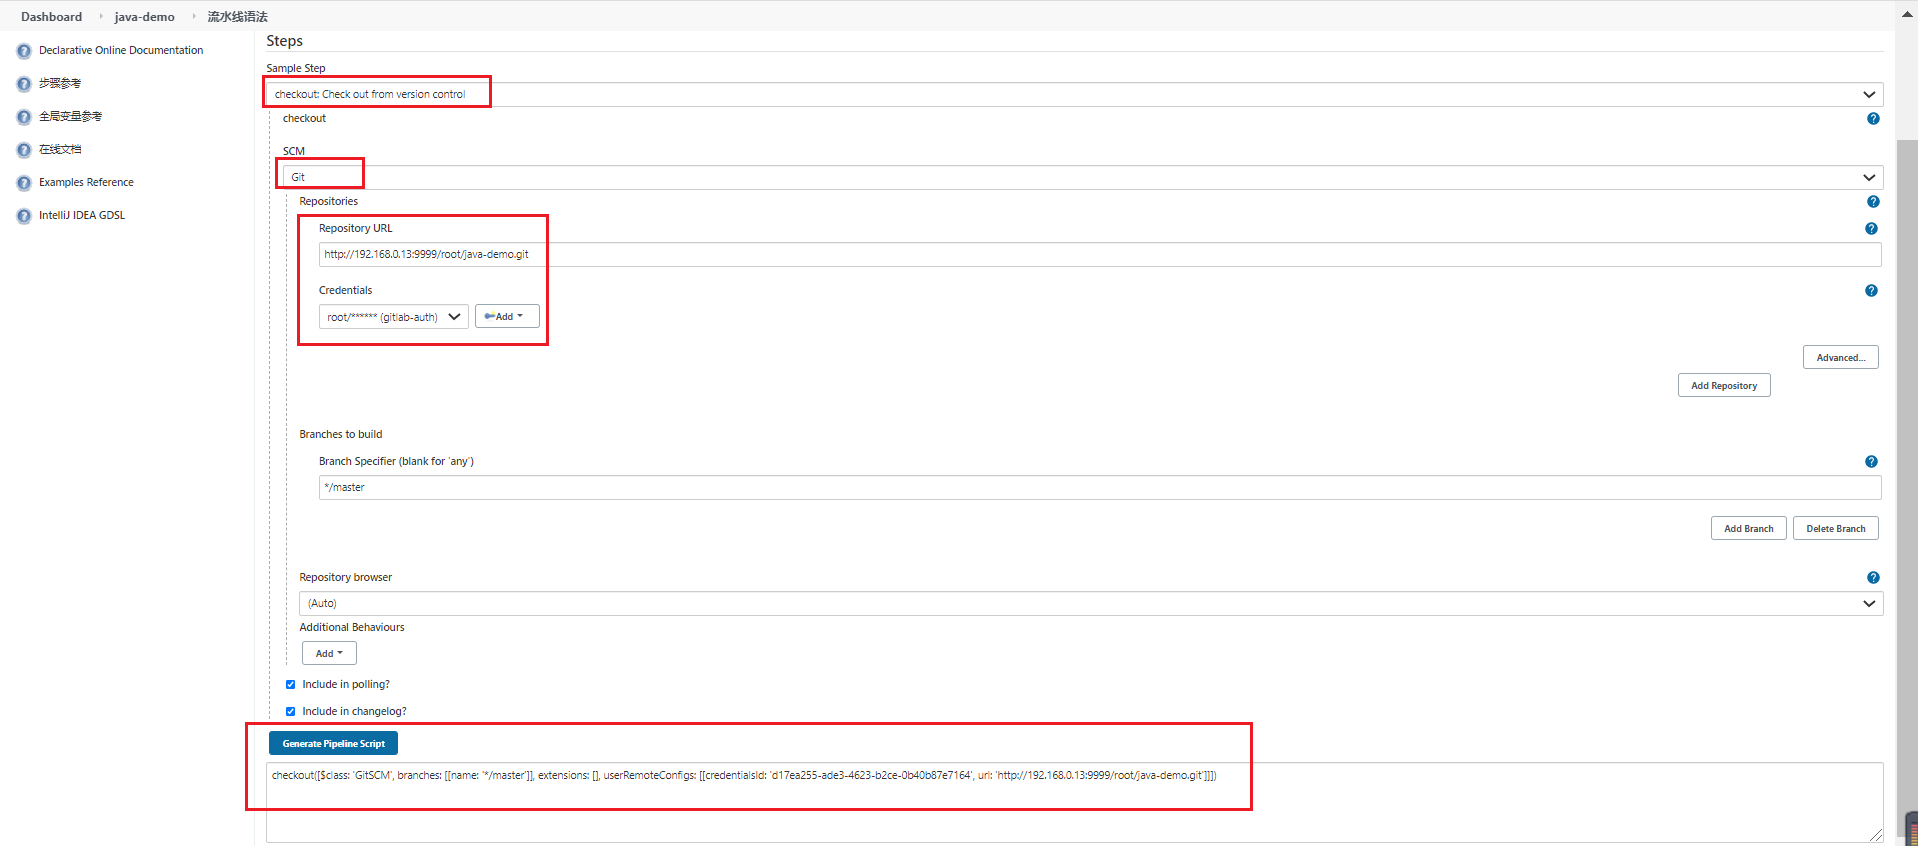 Dashboard
java-demo
流水线语法
Declarative Online Documentation
步骤参考
全局变量参考
在线文档
Examples Reference
IntelliJ IDEA GDSL
Steps
Sample Step
checkout: Check out from version control
checkout
SCM
Git
Repositories
Repository URL
http://192.168.0.13:9999/root/java-demo.git
Credentials
root/****** (gitlab-auth)
Add
Advanced...
Add Repository
Branches to build
Branch Specifier (blank for 'any')
*/master
Add Branch
Delete Branch
Repository browser
(Auto)
Additional Behaviours
Add
Include in polling?
Include in changelog?
Generate Pipeline Script
checkout([$class: 'GitSCM', branches: [[name: '*/master']], extensions: [], userRemoteConfigs: [[credentialsId: 'd17ea255-ade3-4623-b2ce-0b40b87e7164', url: 'http://192.168.0.13:9999/root/java-demo.git']]])